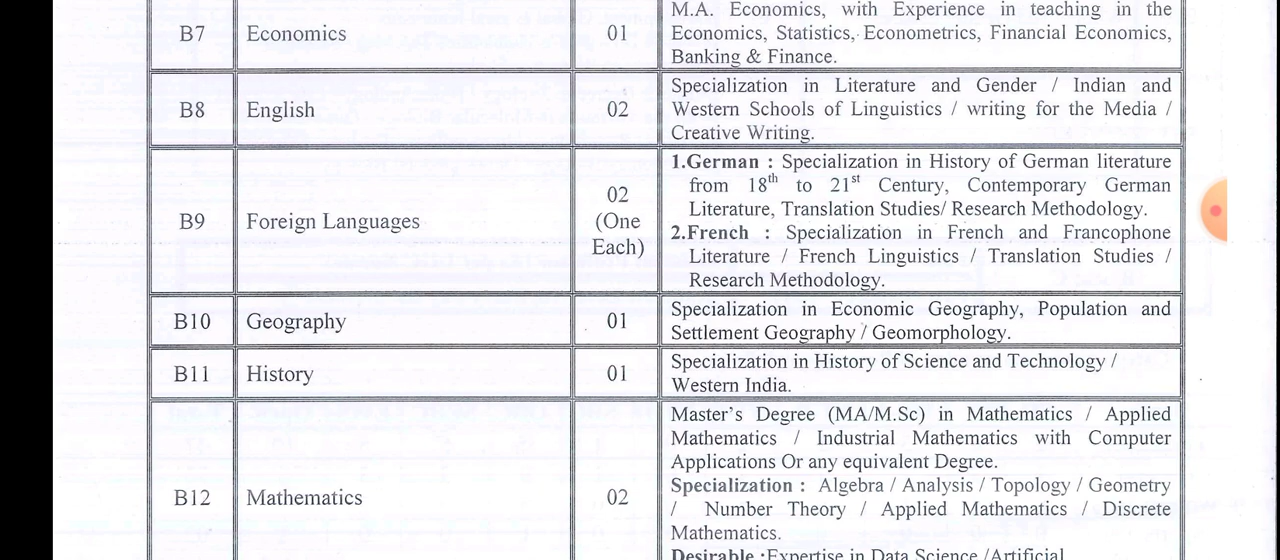 M.A. Economics, with Experience in teaching in the
B7 Economics 01 Economics, Statistics, Econometrics, Financial Economics,
Banking & Finance.
Specialization in Literature and Gender / Indian and
B8 English 02 Western Schools of Linguistics / writing for the Media /
Creative Writing.
1.German : Specialization in History of German literature
from 18th to 21st Century, Contemporary German
02
Literature, Translation Studies/ Research Methodology.
B9 Foreign Languages (One
2.French : Specialization in French and Francophone
Each)
Literature / French Linguistics / Translation Studies /
Research Methodology.
B10 Geography 01 Specialization in Economic Geography, Population and
Settlement Geography / Geomorphology.
B11 History 01 Specialization in History of Science and Technology /
Western India.
Master's Degree (MA/M.Sc) in Mathematics / Applied
Mathematics / Industrial Mathematics with Computer
Applications Or any equivalent Degree.
B12 Mathematics 02 Specialization : Algebra / Analysis / Topology / Geometry
/ Number Theory / Applied Mathematics / Discrete
Mathematics.
Desirable :Expertise in Data Science /Artificial